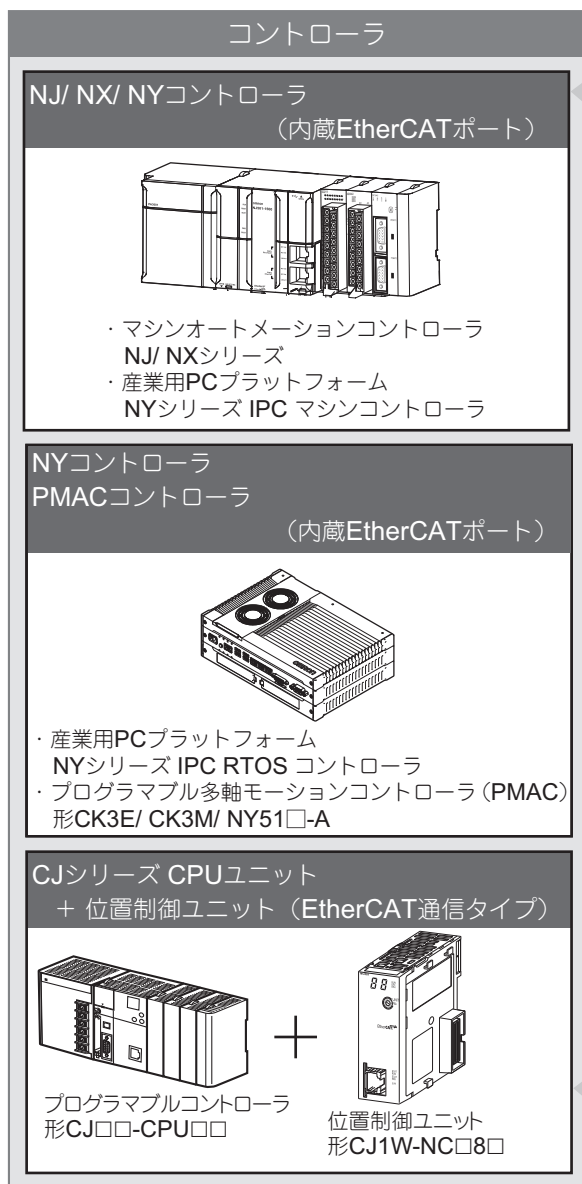 コントローラ
NJ/ NX/ NYコントローラ
（内蔵EtherCATポート）
・マシンオートメーションコントローラ
NJ/ NXシリーズ
・産業用PCプラットフォーム
NYシリーズ IPC マシンコントローラ
NYコントローラ
PMACコントローラ
（内蔵EtherCATポート）
・産業用PCプラットフォーム
NYシリーズ IPC RTOS コントローラ
・プログラマブル多軸モーションコントローラ（PMAC）
形CK3E/ CK3M/ NY51□-A
CJシリーズ CPUユニット
＋ 位置制御ユニット（EtherCAT通信タイプ）
プログラマブルコントローラ
形CJ□□-CPU□□
位置制御ユニット
形CJ1W-NC□8□